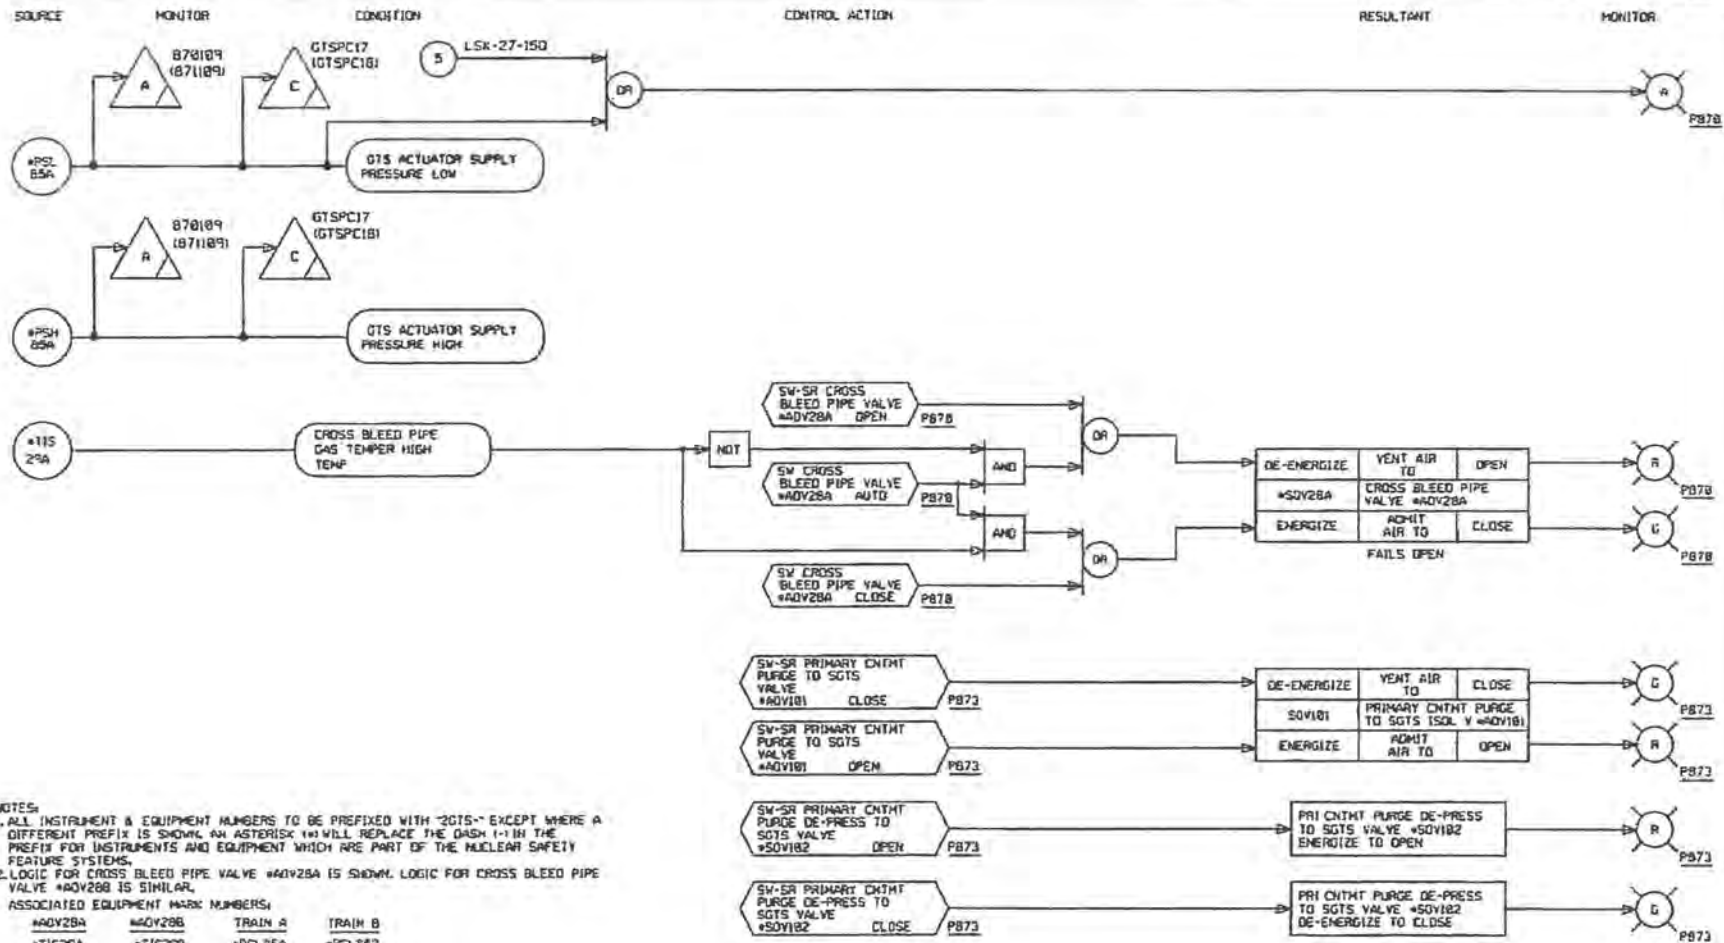 SOURCE MONITOR CONDITION CONTROL ACTION RESULTANT MONITOR
A
870109
(871109)
C
GTSPC17
(GTSPC18)
5
LSK-27-15D
OR
A
P870
*PSL
85A
GTS ACTUATOR SUPPLY
PRESSURE LOW
A
870109
(871109)
C
GTSPC17
(GTSPC18)
*PSH
85A
GTS ACTUATOR SUPPLY
PRESSURE HIGH
*TIS
29A
CROSS BLEED PIPE
GAS TEMPER HIGH
TEMP
NOT
SW-SR CROSS
BLEED PIPE VALVE
*AOV28A OPEN
P870
SW CROSS
BLEED PIPE VALVE
*AOV28A AUTO
P870
SW CROSS
BLEED PIPE VALVE
*AOV28A CLOSE
P870
AND
AND
OR
OR
DE-ENERGIZE VENT AIR TO OPEN
*SOV28A CROSS BLEED PIPE VALVE *AOV28A
ENERGIZE ADMIT AIR TO CLOSE
FAILS OPEN
R
P870
G
P870
SW-SR PRIMARY CNTMT
PURGE TO SGTS
VALVE
*AOV101 CLOSE
P873
SW-SR PRIMARY CNTMT
PURGE TO SGTS
VALVE
*AOV101 OPEN
P873
DE-ENERGIZE VENT AIR TO CLOSE
SOV101 PRIMARY CNTMT PURGE TO SGTS ISOL V *AOV101
ENERGIZE ADMIT AIR TO OPEN
G
P873
R
P873
SW-SR PRIMARY CNTMT
PURGE DE-PRESS TO
SGTS VALVE
*SOV102 OPEN
P873
PRI CNTMT PURGE DE-PRESS
TO SGTS VALVE *SOV102
ENERGIZE TO OPEN
R
P873
SW-SR PRIMARY CNTMT
PURGE DE-PRESS TO
SGTS VALVE
*SOV102 CLOSE
P873
PRI CNTMT PURGE DE-PRESS
TO SGTS VALVE *SOV102
DE-ENERGIZE TO CLOSE
G
P873
NOTES:
1. ALL INSTRUMENT & EQUIPMENT NUMBERS TO BE PREFIXED WITH "2GTS-" EXCEPT WHERE A
DIFFERENT PREFIX IS SHOWN. AN ASTERISK (*) WILL REPLACE THE DASH (-) IN THE
PREFIX FOR INSTRUMENTS AND EQUIPMENT WHICH ARE PART OF THE NUCLEAR SAFETY
FEATURE SYSTEMS.
2. LOGIC FOR CROSS BLEED PIPE VALVE *AOV28A IS SHOWN. LOGIC FOR CROSS BLEED PIPE
VALVE *AOV28B IS SIMILAR.
ASSOCIATED EQUIPMENT MARK NUMBERS:
*AOV28A *AOV28B TRAIN A TRAIN B